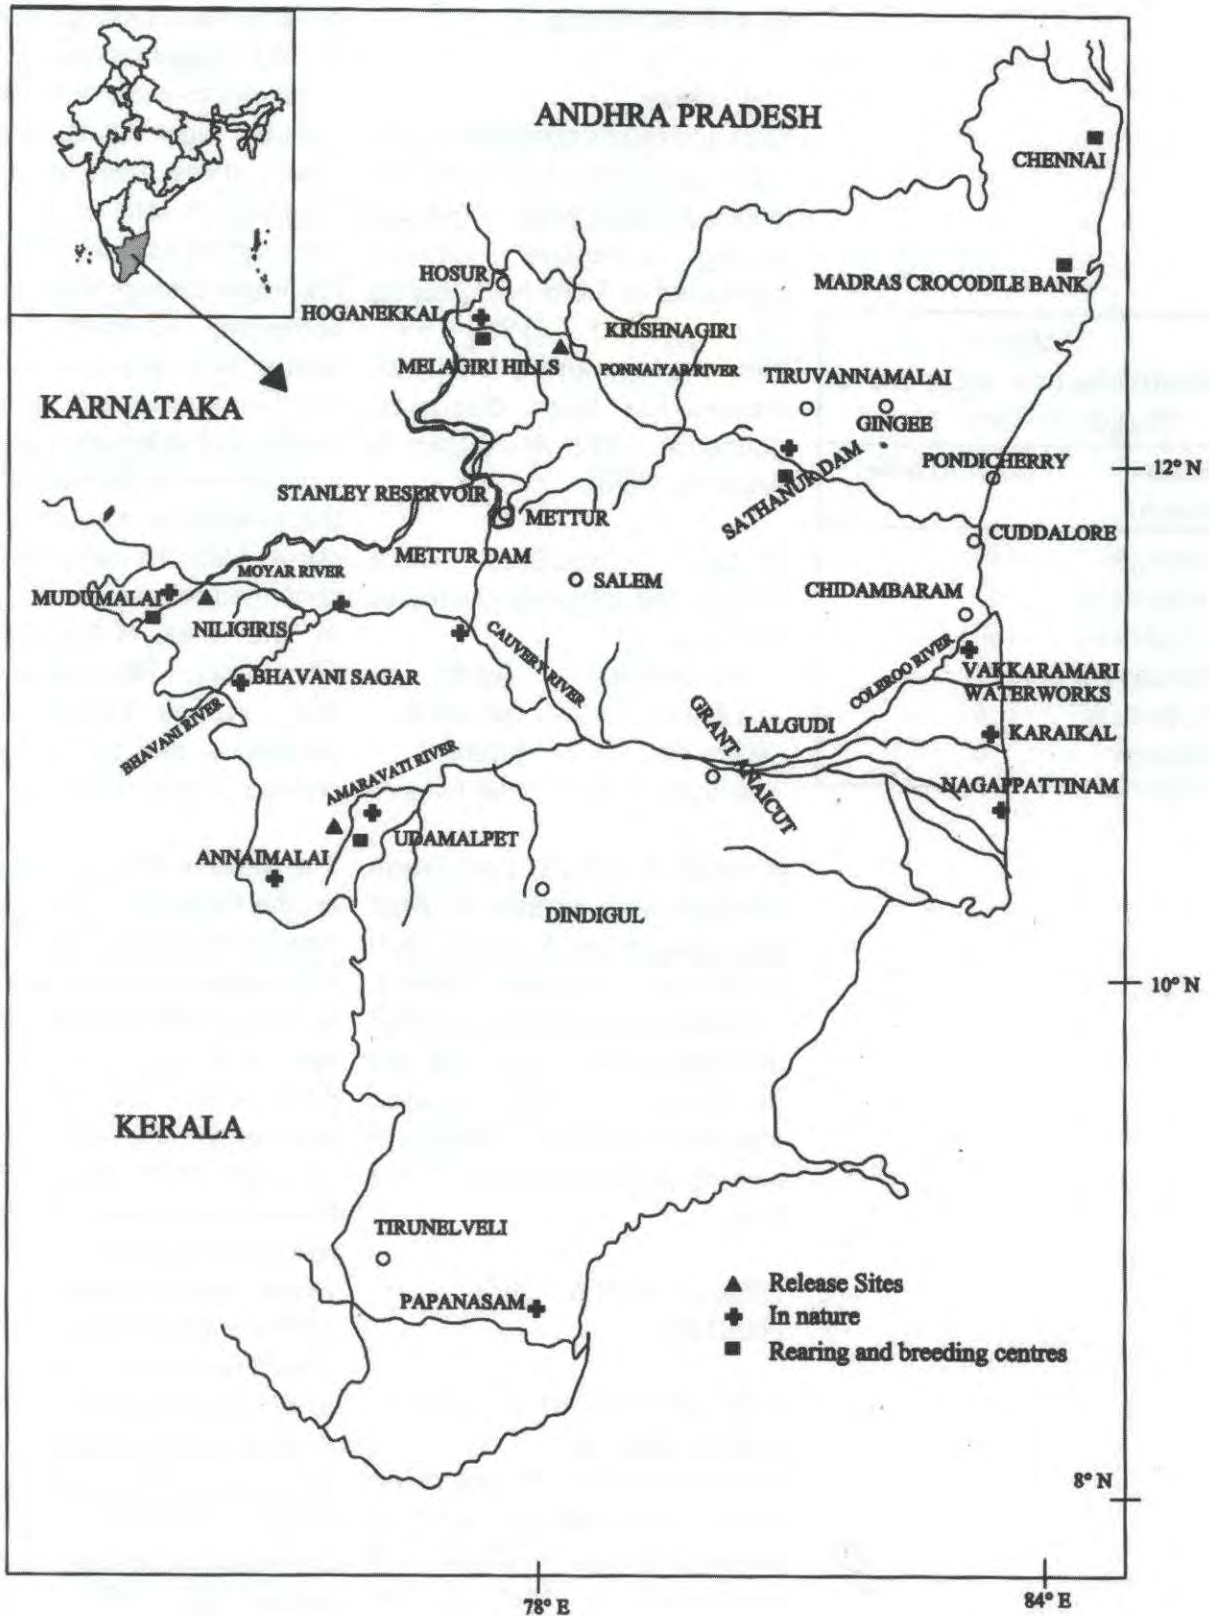 ANDHRA PRADESH
CHENNAI
HOSUR
MADRAS CROCODILE BANK
HOGANEKKAL
KRISHNAGIRI
MELAGIRI HILLS
PONNAIYAR RIVER
TIRUVANNAMALAI
KARNATAKA
GINGEE
PONDICHERRY
12° N
STANLEY RESERVOIR
SATHANUR DAM
METTUR
CUDDALORE
METTUR DAM
MOYAR RIVER
SALEM
MUDUMALAI
CHIDAMBARAM
NILIGIRIS
CAUVERY RIVER
COLEROO RIVER
BHAVANI SAGAR
VAKKARAMARI
WATERWORKS
BHAVANI RIVER
GRANT ANAICUT
LALGUDI
KARAIKAL
AMARAVATI RIVER
NAGAPPATTINAM
UDAMALPET
ANNAIMALAI
DINDIGUL
10° N
KERALA
TIRUNELVELI
PAPANASAM
Release Sites
In nature
Rearing and breeding centres
8° N
78° E
84° E